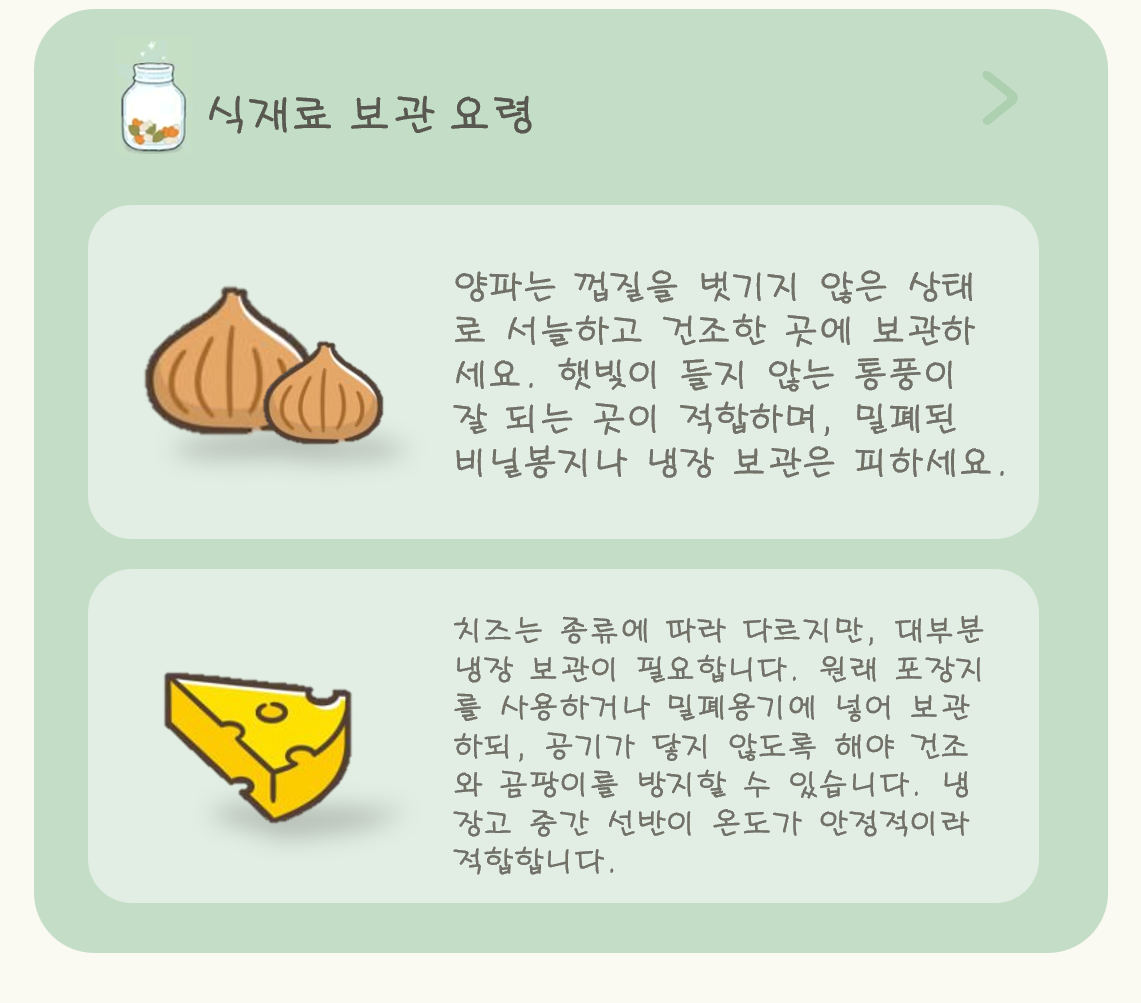 식재료 보관 요령
양파는 껍질을 벗기지 않은 상태
로 서늘하고 건조한 곳에 보관하
세요. 햇빛이 들지 않는 통풍이
잘 되는 곳이 적합하며, 밀폐된
비닐봉지나 냉장 보관은 피하세요.
치즈는 종류에 따라 다르지만, 대부분
냉장 보관이 필요합니다. 원래 포장지
를 사용하거나 밀폐용기에 넣어 보관
하되, 공기가 닿지 않도록 해야 건조
와 곰팡이를 방지할 수 있습니다. 냉
장고 중간 선반이 온도가 안정적이라
적합합니다.